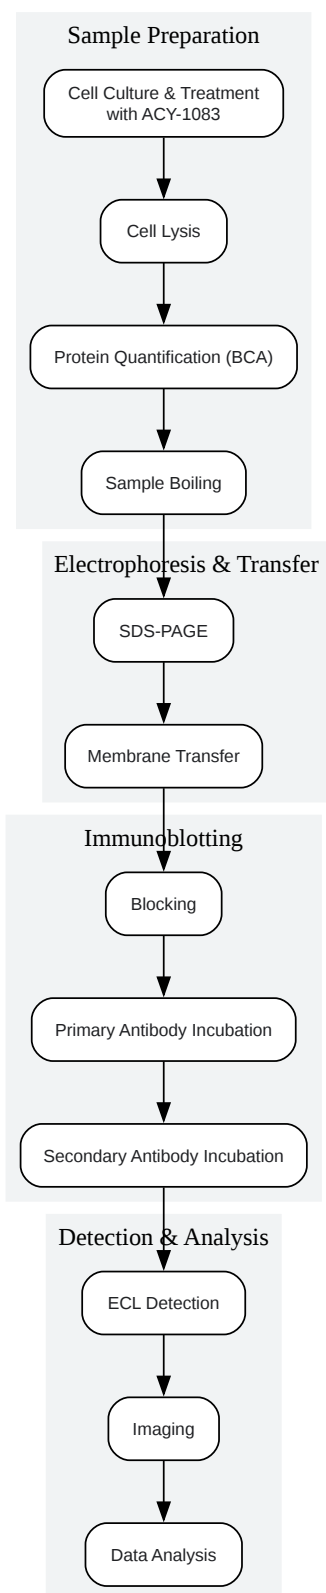 Sample Preparation
Cell Culture & Treatment
with ACY-1083
Cell Lysis
Protein Quantification (BCA)
Sample Boiling
Electrophoresis & Transfer
SDS-PAGE
Membrane Transfer
Immunoblotting
Blocking
Primary Antibody Incubation
Secondary Antibody Incubation
Detection & Analysis
ECL Detection
Imaging
Data Analysis